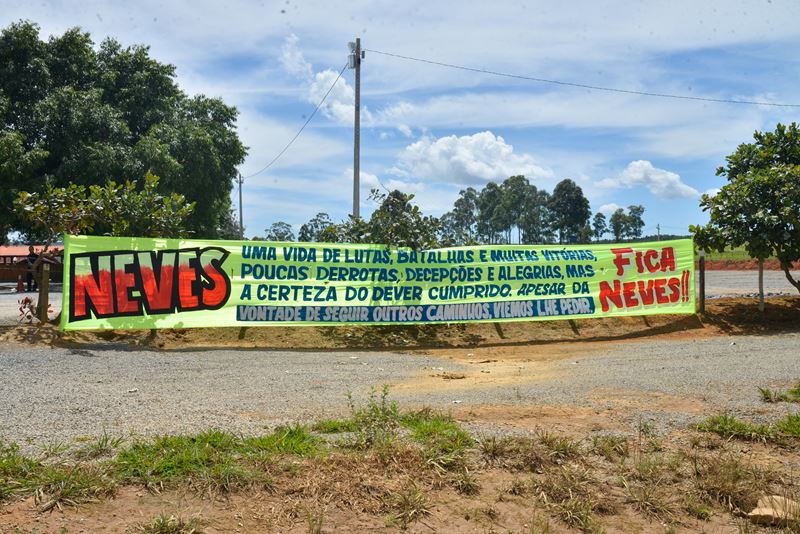 NEVES
UMA VIDA DE LUTAS, BATALHAS E MUITAS VITÓRIAS,
POUCAS DERROTAS, DECEPÇÕES E ALEGRIAS, MAS
A CERTEZA DO DEVER CUMPRIDO. APESAR DA
VONTADE DE SEGUIR OUTROS CAMINHOS, VIEMOS LHE PEDIR.
FICA
NEVES!!